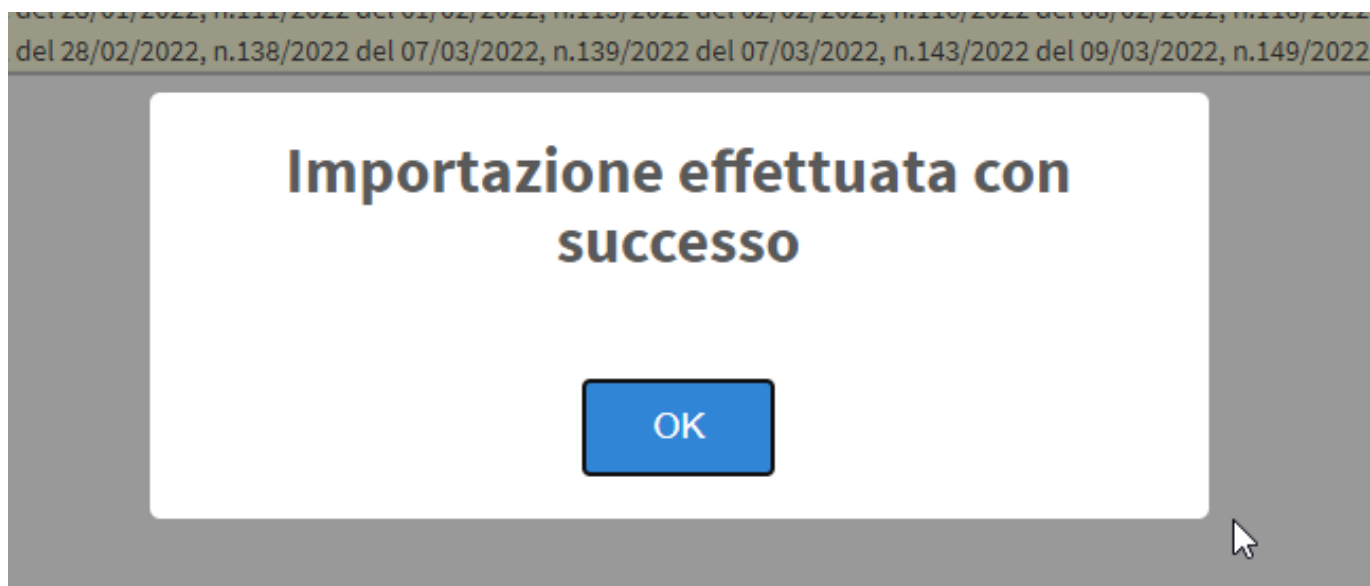 del 28/02/2022, n.138/2022 del 07/03/2022, n.139/2022 del 07/03/2022, n.143/2022 del 09/03/2022, n.149/2022
Importazione effettuata con
successo
OK